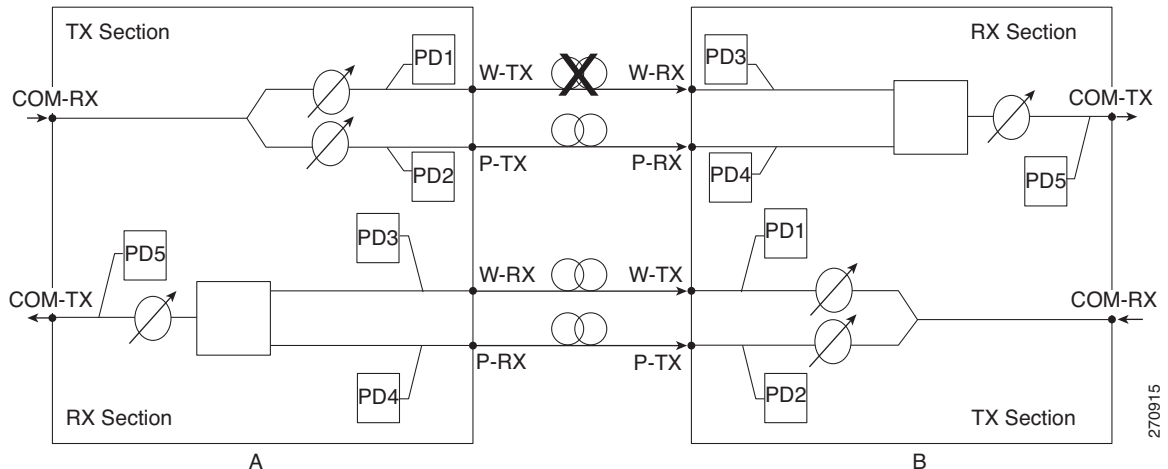 TX Section
RX Section
PD1
W-TX
W-RX
PD3
COM-RX
COM-TX
PD2
P-TX
P-RX
PD4
PD5
PD3
PD1
PD5
W-RX
W-TX
COM-TX
COM-RX
P-RX
P-TX
PD4
PD2
RX Section
TX Section
A
B
270915